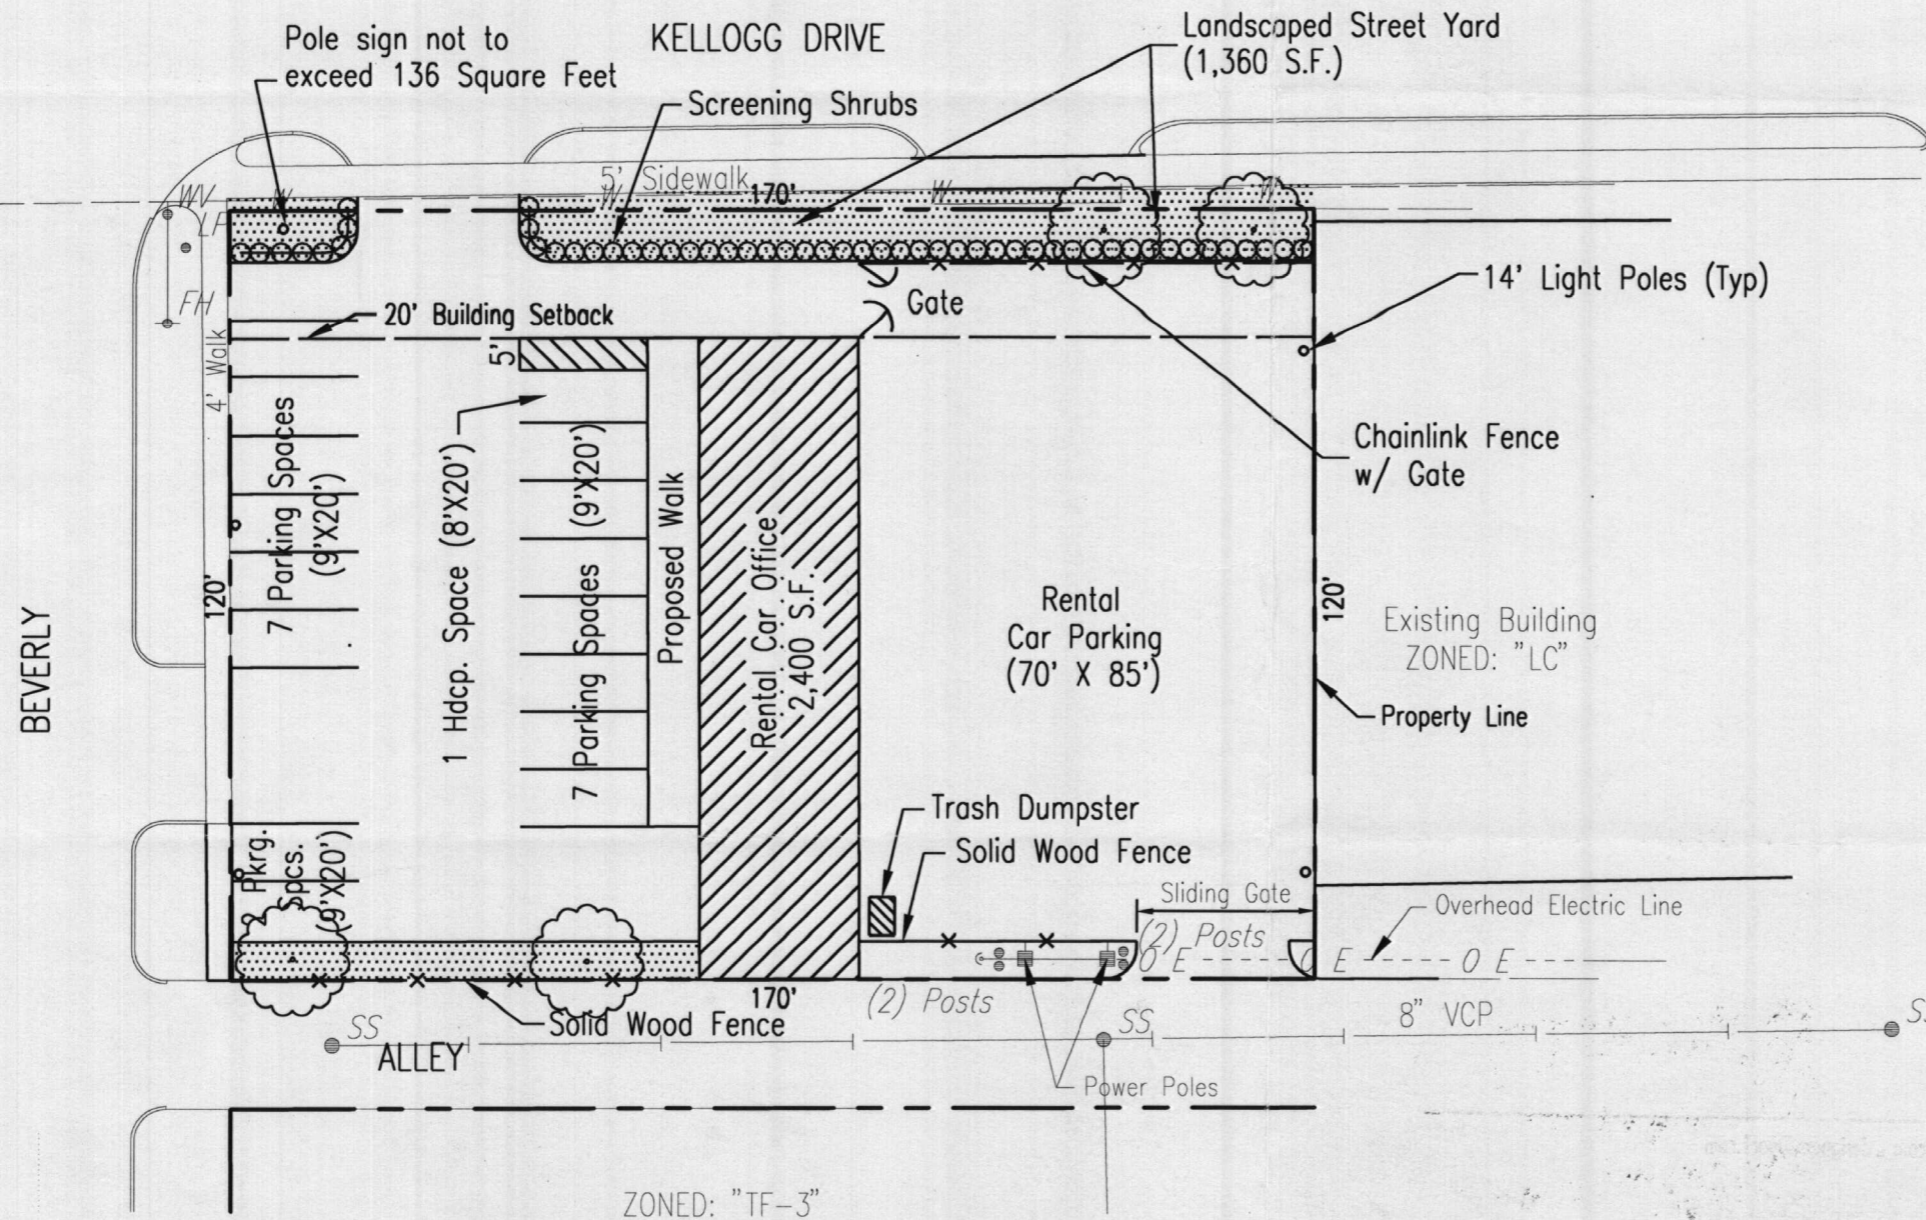 Pole sign not to
exceed 136 Square Feet
KELLOGG DRIVE
Landscaped Street Yard
(1,360 S.F.)
Screening Shrubs
5' Sidewalk
170'
WV
W
W
W
W
LP
FH
4' Walk
20' Building Setback
Gate
14' Light Poles (Typ)
5'
Chainlink Fence
w/ Gate
7 Parking Spaces
(9'X20')
1 Hdcp. Space (8'X20')
7 Parking Spaces (9'X20')
Proposed Walk
Rental Car Office
2,400 S.F.
Rental
Car Parking
(70' X 85')
120'
120'
Existing Building
ZONED: "LC"
Property Line
BEVERLY
2 Pkrg.
Spcs.
(9'X20')
Trash Dumpster
Solid Wood Fence
Sliding Gate
(2) Posts
Overhead Electric Line
O E O E O E
170'
(2) Posts
Solid Wood Fence
SS
SS
8" VCP
SS
ALLEY
Power Poles
ZONED: "TF-3"